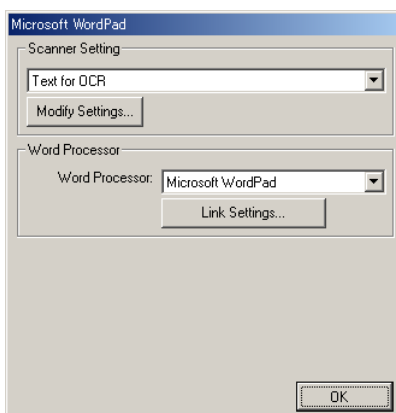 Microsoft WordPad
Scanner Setting
Text for OCR
Modify Settings...
Word Processor
Word Processor: Microsoft WordPad
Link Settings...
OK